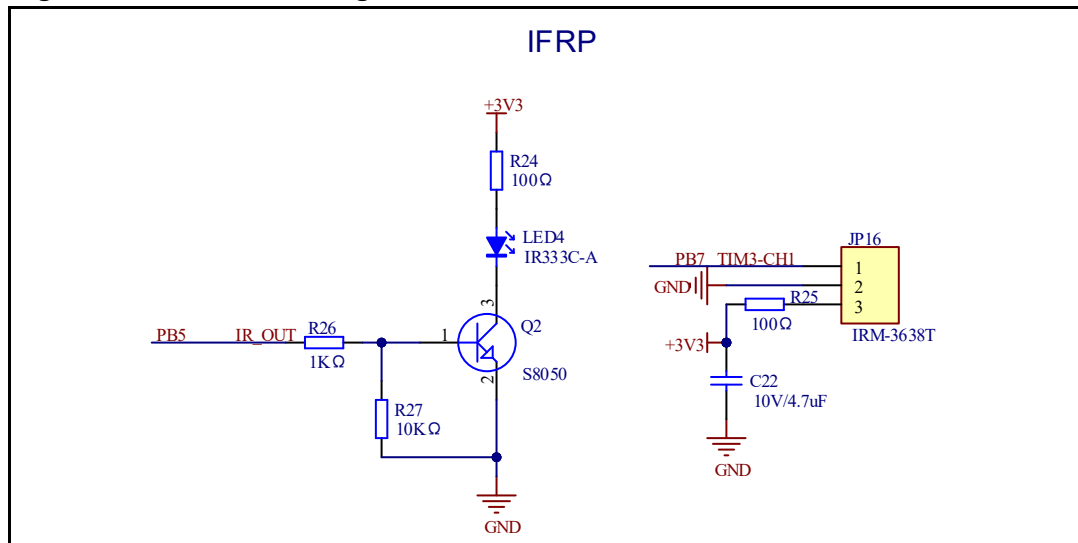 IFRP
+3V3
R24
100Ω
LED4
IR333C-A
3
PB5 IR_OUT
R26
1KΩ
1
Q2
S8050
2
R27
10KΩ
GND
JP16
PB7 TIM3-CH1
1
GND
2
R25
3
100Ω
IRM-3638T
+3V3
C22
10V/4.7uF
GND